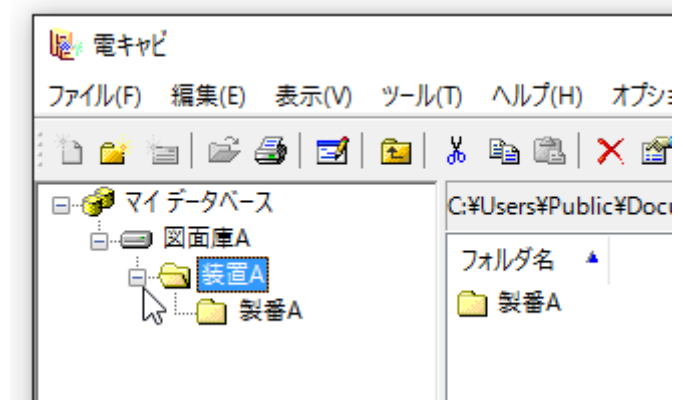 電キャビ
ファイル(F) 編集(E) 表示(V) ツール(T) ヘルプ(H)
マイ データベース
図面庫A
装置A
製番A
C:¥Users¥Public¥
フォルダ名
製番A